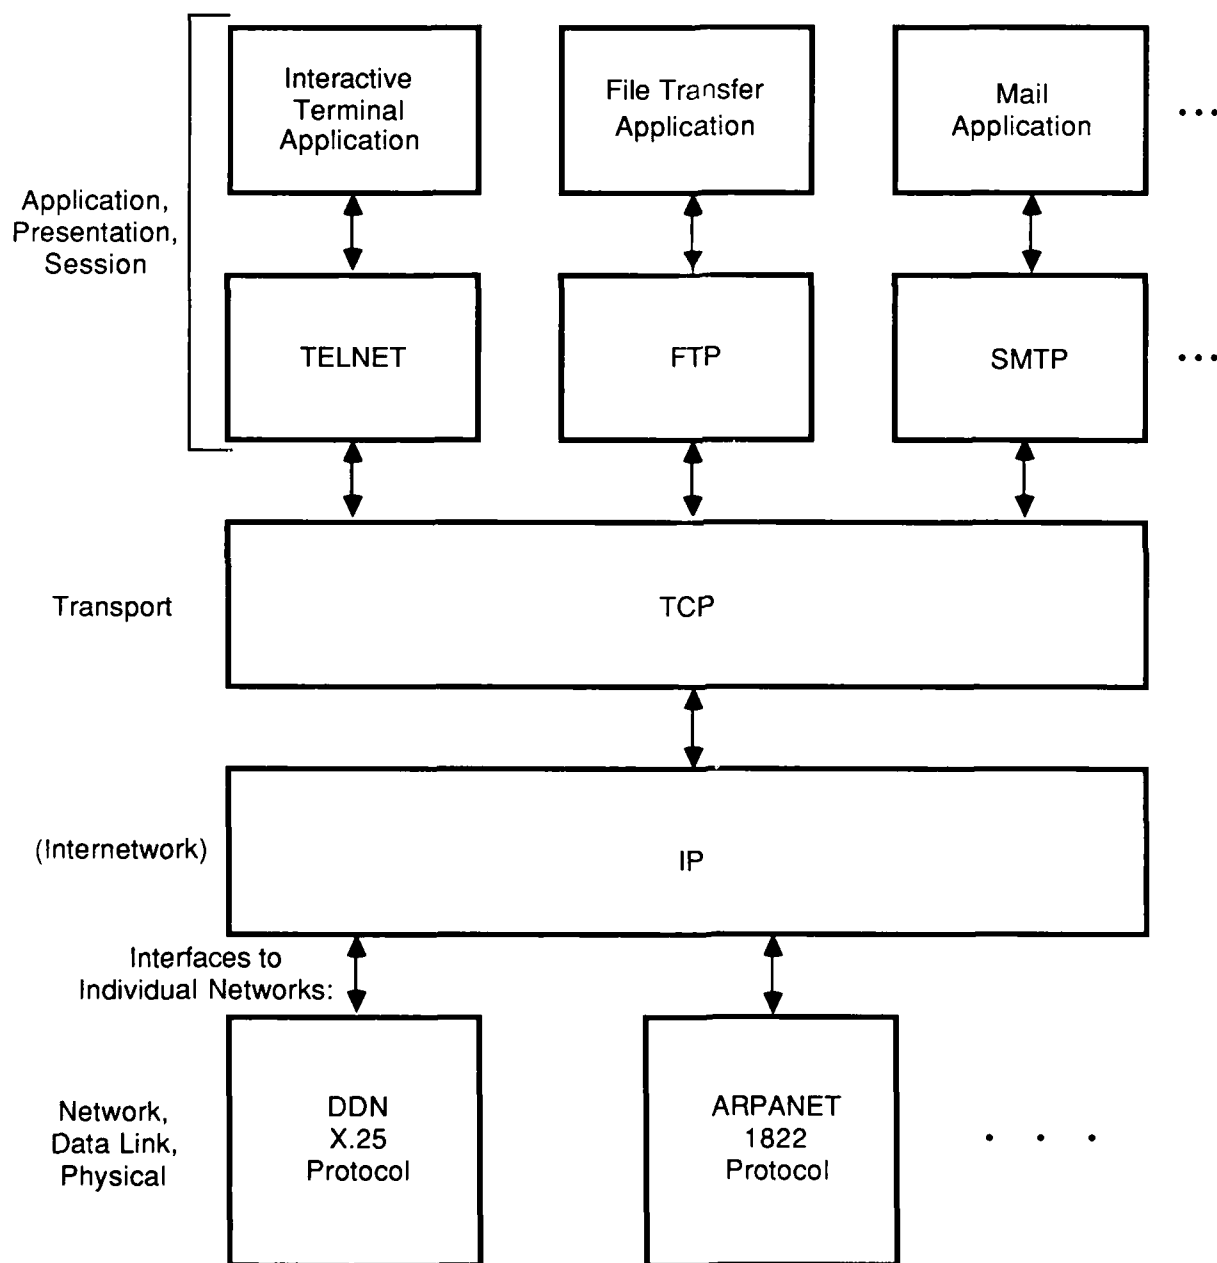 Interactive
Terminal
Application
File Transfer
Application
Mail
Application
...
Application,
Presentation,
Session
TELNET
FTP
SMTP
...
Transport
TCP
(Internetwork)
IP
Interfaces to
Individual Networks:
Network,
Data Link,
Physical
DDN
X.25
Protocol
ARPANET
1822
Protocol
. . .